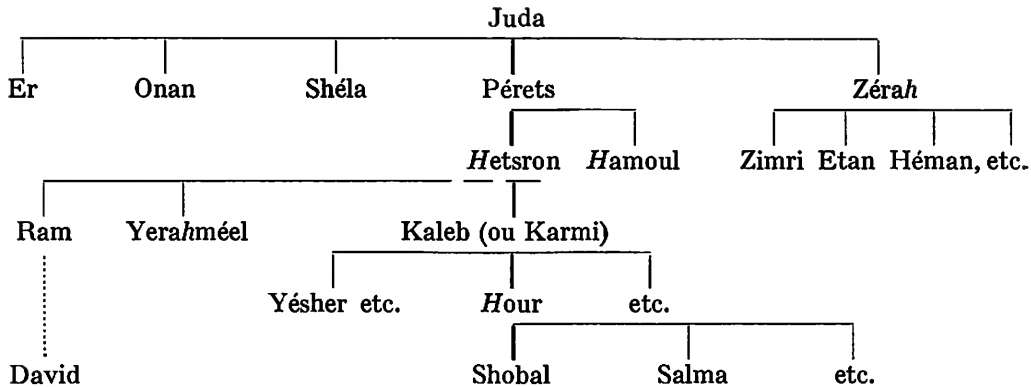 Juda
Er Onan Shéla Pérets Zérah
Hetsron Hamoul Zimri Etan Héman, etc.
Ram Yerahméel Kaleb (ou Karmi)
Yésher etc. Hour etc.
David Shobal Salma etc.